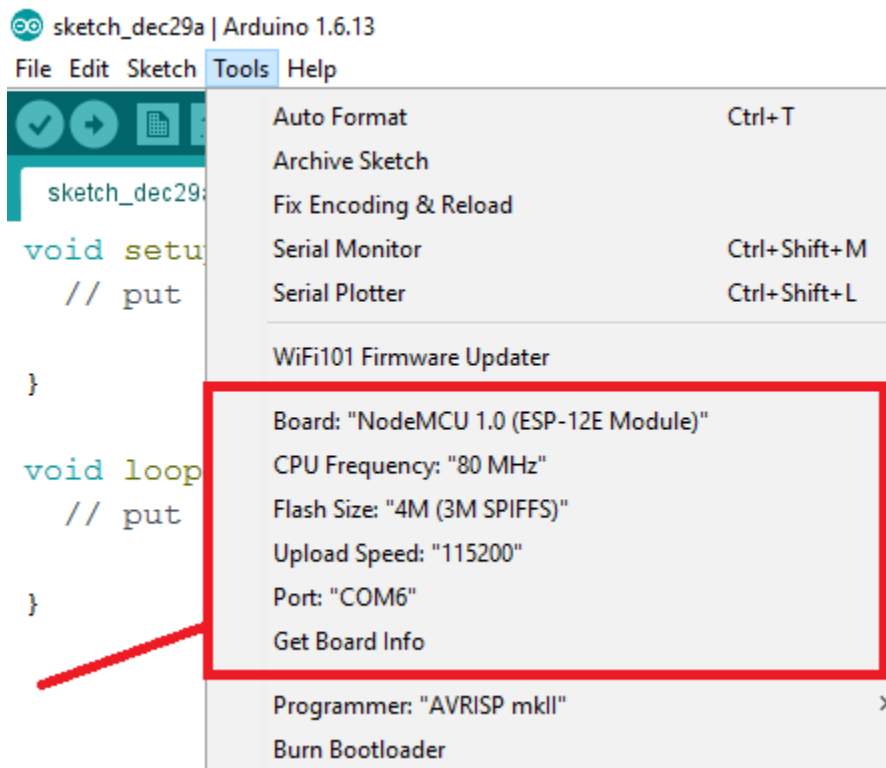 sketch_dec29a | Arduino 1.6.13
File Edit Sketch Tools Help
Auto Format Ctrl+T
Archive Sketch
sketch_dec29a
Fix Encoding & Reload
void setu
Serial Monitor Ctrl+Shift+M
// put
Serial Plotter Ctrl+Shift+L
WiFi101 Firmware Updater
}
Board: "NodeMCU 1.0 (ESP-12E Module)"
void loop
CPU Frequency: "80 MHz"
// put
Flash Size: "4M (3M SPIFFS)"
Upload Speed: "115200"
}
Port: "COM6"
Get Board Info
Programmer: "AVRISP mkII"
Burn Bootloader